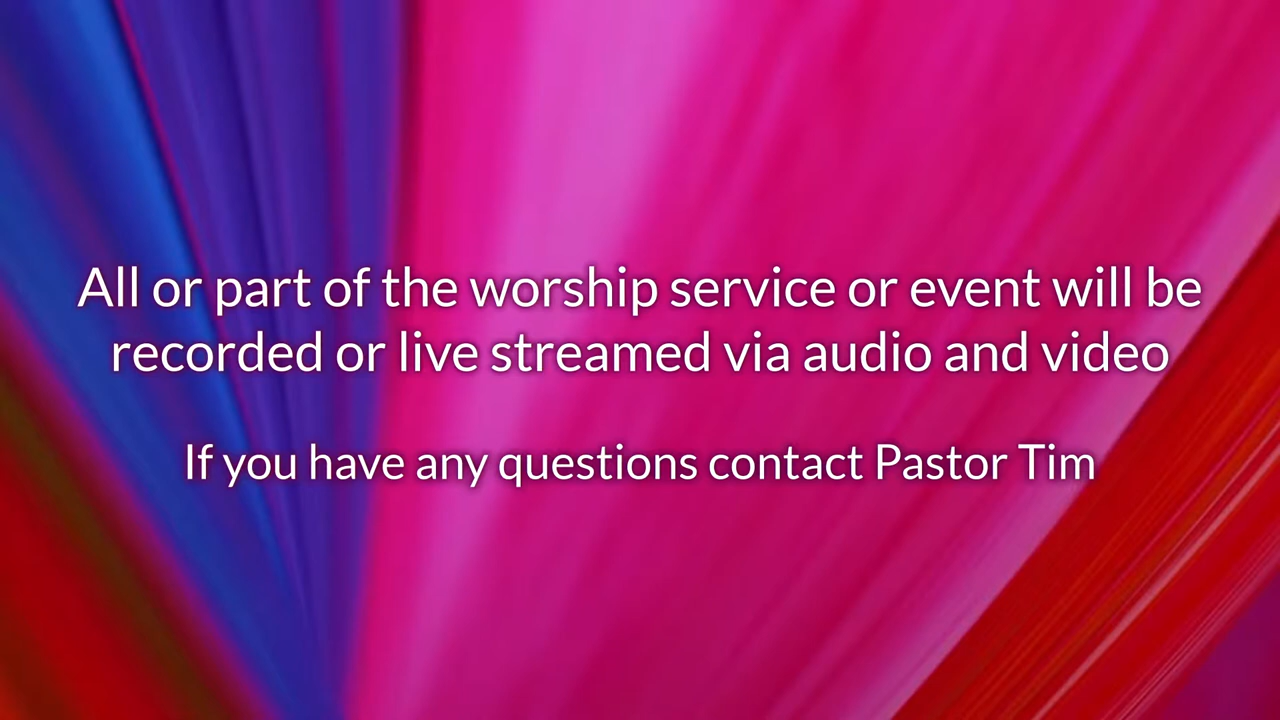 All or part of the worship service or event will be
recorded or live streamed via audio and video
If you have any questions contact Pastor Tim